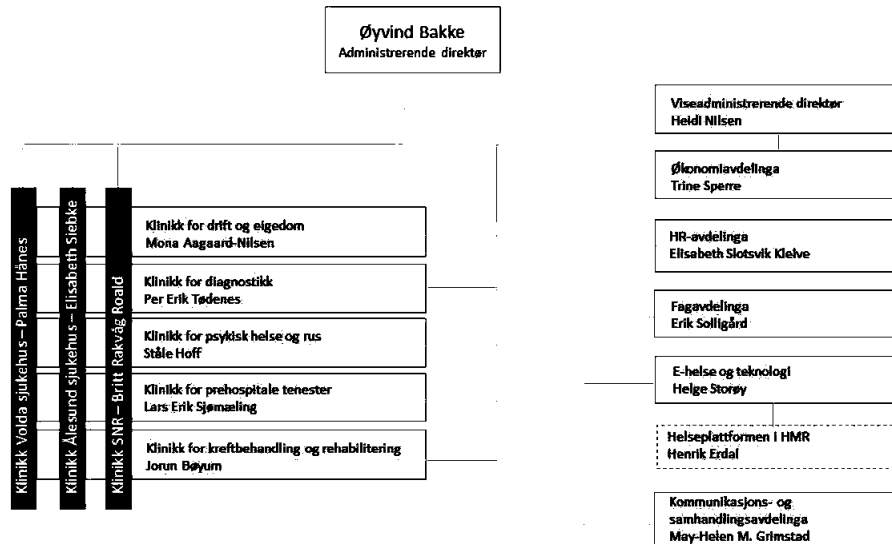 Øyvind Bakke
Administrerende direktør
Viseadministrerende direktør
Heidi Nilsen
Økonomiavdelinga
Trine Sperre
HR-avdelinga
Elisabeth Slotsvik Kleive
Fagavdelinga
Erik Solligård
E-helse og teknologi
Helge Storøy
Helseplattformen i HMR
Henrik Erdal
Kommunikasjons- og
samhandlingsavdelinga
May-Helen M. Grimstad
Klinikk Volda sjukehus – Palma Hånes
Klinikk Ålesund sjukehus – Elisabeth Siebke
Klinikk SNR – Britt Rakvåg Roald
Klinikk for drift og eigedom
Mona Aagaard-Nilsen
Klinikk for diagnostikk
Per Erik Tødenes
Klinikk for psykisk helse og rus
Ståle Hoff
Klinikk for prehospitale tenester
Lars Erik Sjømæling
Klinikk for kreftbehandling og rehabilitering
Jorun Bøyum